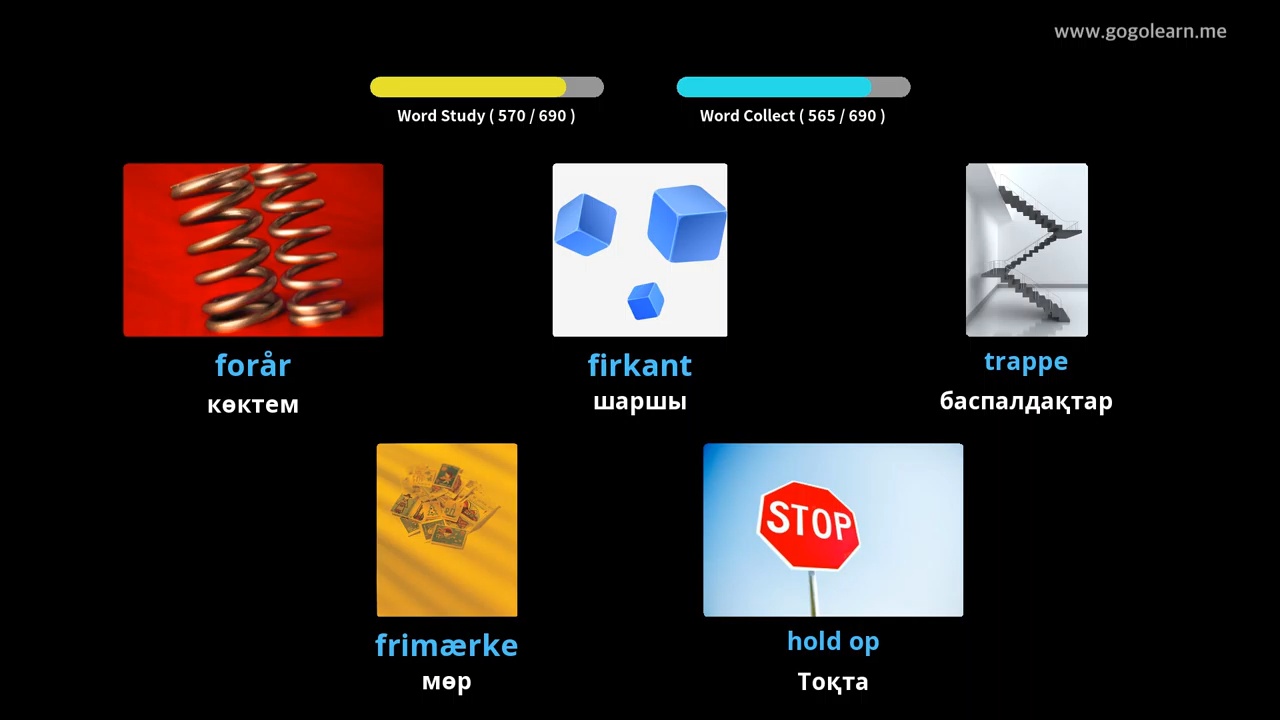 www.gogolearn.me
Word Study ( 570 / 690 )
Word Collect ( 565 / 690 )
forår
көктем
firkant
шаршы
trappe
баспалдақтар
STOP
frimærke
мөр
hold op
Тоқта